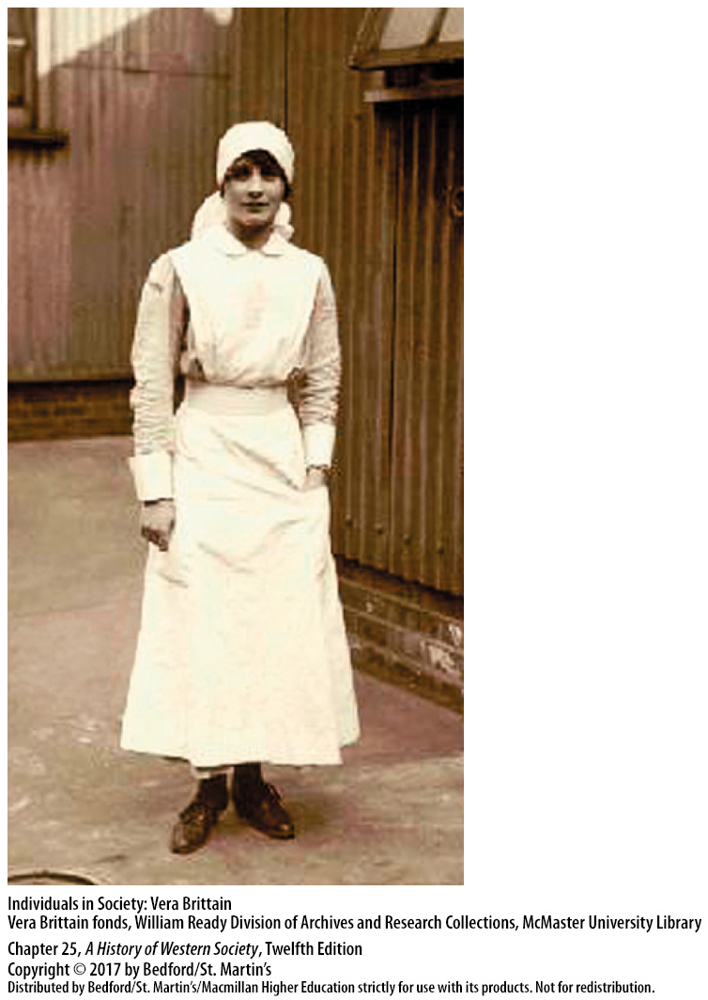 Individuals in Society: Vera Brittain
Vera Brittain fonds, William Ready Division of Archives and Research Collections, McMaster University Library
Chapter 25, A History of Western Society, Twelfth Edition
Copyright © 2017 by Bedford/St. Martin's
Distributed by Bedford/St. Martin's/Macmillan Higher Education strictly for use with its products. Not for redistribution.